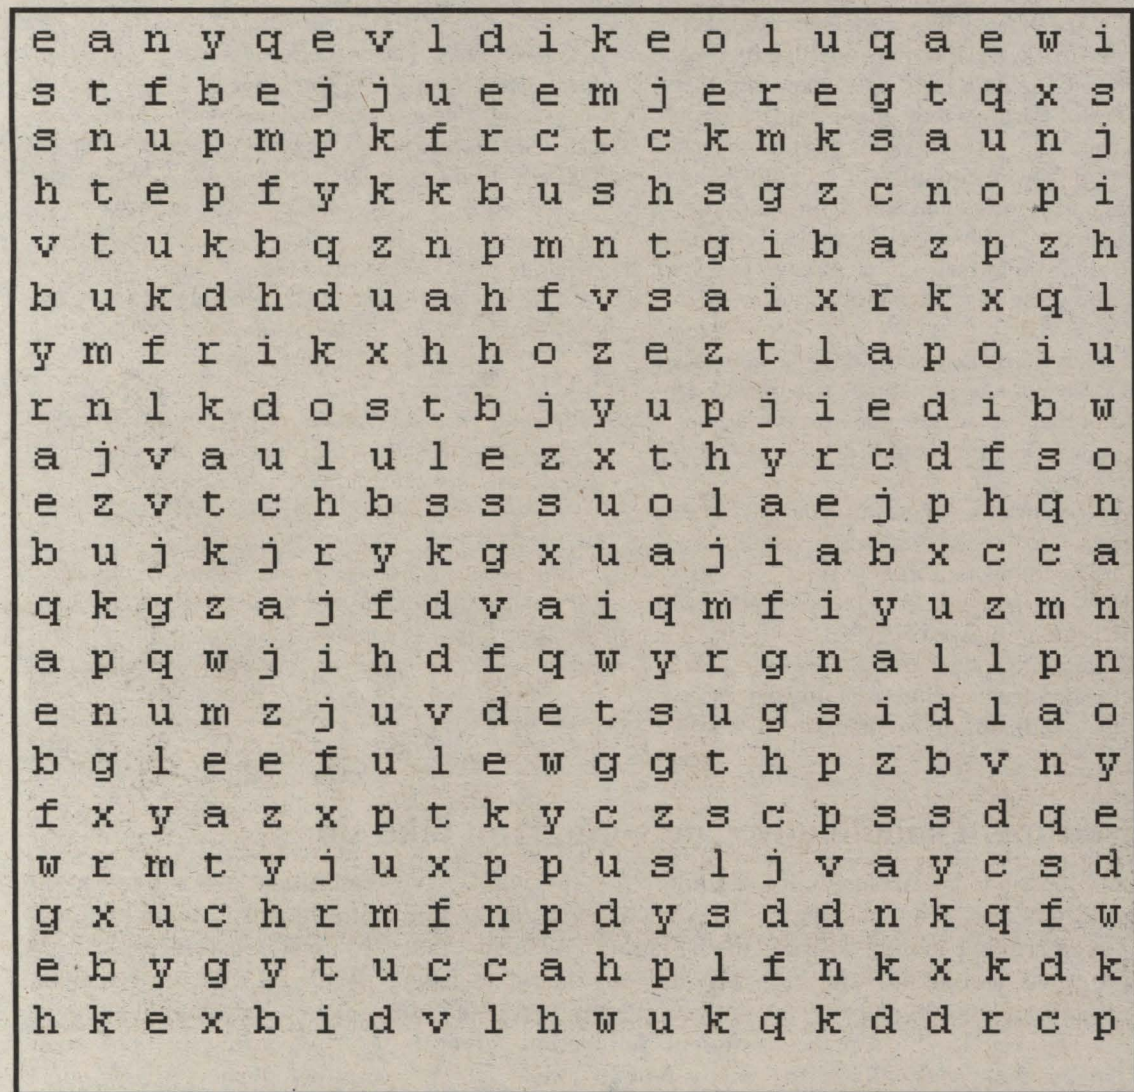 e a n y q e v l d i k e o l u q a e w i
s t f b e j j u e e m j e r e g t q x s
s n u p m p k f r c t c k m k s a u n j
h t e p f y k k b u s h s g z c n o p i
v t u k b q z n p m n t g i b a z p z h
b u k d h d u a h f v s a i x r k x q l
y m f r i k x h h o z e z t l a p o i u
r n l k d o s t b j y u p j i e d i b w
a j v a u l u l e z x t h y r c d f s o
e z v t c h b s s s u o l a e j p h q n
b u j k j r y k g x u a j i a b x c c a
q k g z a j f d v a i q m f i y u z m n
a p q w j i h d f q w y r g n a l l p n
e n u m z j u v d e t s u g s i d l a o
b g l e e f u l e w g g t h p z b v n y
f x y a z x p t k y c z s c p s s d q e
w r m t y j u x p p u s l j v a y c s d
g x u c h r m f n p d y s d d n k q f w
e b y g y t u c c a h p l f n k x k d k
h k e x b i d v l h w u k q k d d r c p